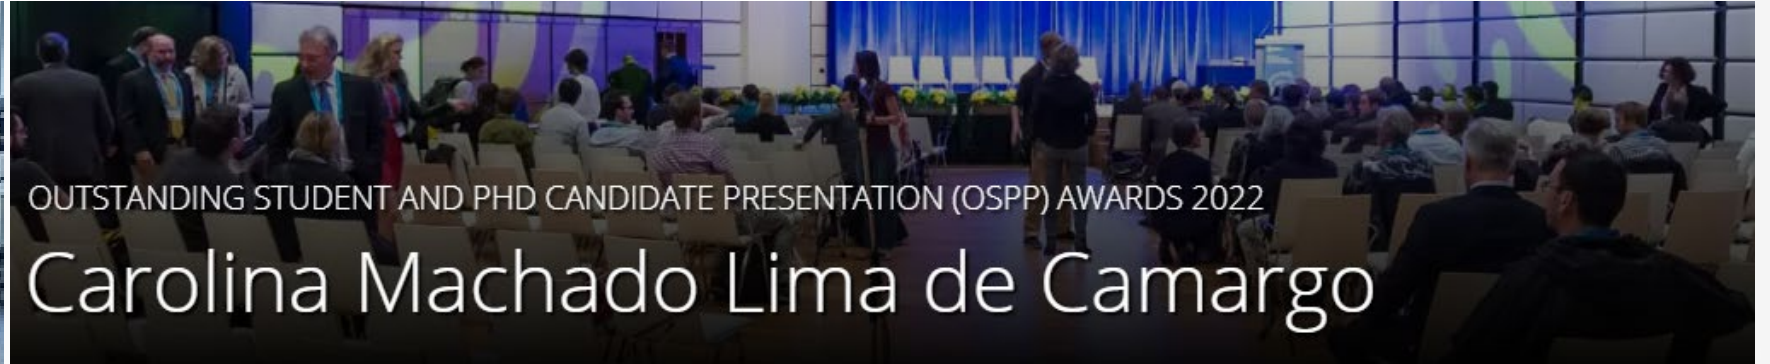 OUTSTANDING STUDENT AND PHD CANDIDATE PRESENTATION (OSPP) AWARDS 2022
Carolina Machado Lima de Camargo